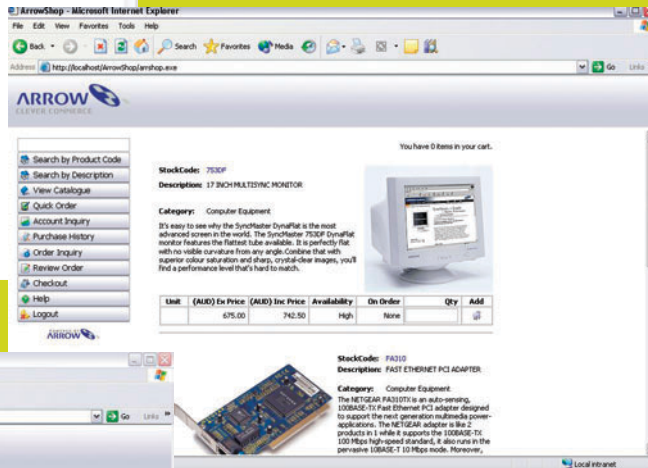 ArrowShop - Microsoft Internet Explorer
File Edit View Favorites Tools Help
Back Search Favorites Media
Address http://localhost/ArrowShop/arrshop.exe Go Links
ARROW
CLEVER COMMERCE
You have 0 items in your cart.
Search by Product Code
Search by Description
View Catalogue
Quick Order
Account Inquiry
Purchase History
Order Inquiry
Review Order
Checkout
Help
Logout
ARROW
StockCode: 753DF
Description: 17 INCH MULTISYNC MONITOR
Category: Computer Equipment
It's easy to see why the SyncMaster DynaFlat is the most
advanced screen in the world. The SyncMaster 753DF DynaFlat
monitor features the flattest tube available. It is perfectly flat
with no visible curvature from any angle.Combine that with
superior colour saturation and sharp, crystal-clear images, you'll
find a performance level that's hard to match.
Unit (AUD) Ex Price (AUD) Inc Price Availability On Order Qty Add
675.00 742.50 High None
StockCode: FA310
Description: FAST ETHERNET PCI ADAPTER
Category: Computer Equipment
The NETGEAR FA310TX is an auto-sensing,
100BASE-TX Fast Ethernet PCI adapter designed
to support the next generation multimedia power-
applications. The NETGEAR adapter is like 2
products in 1 while it supports the 100BASE-TX
100 Mbps high-speed standard, it also runs in the
pervasive 10BASE-T 10 Mbps mode. Moreover,
Go Links »
Local intranet